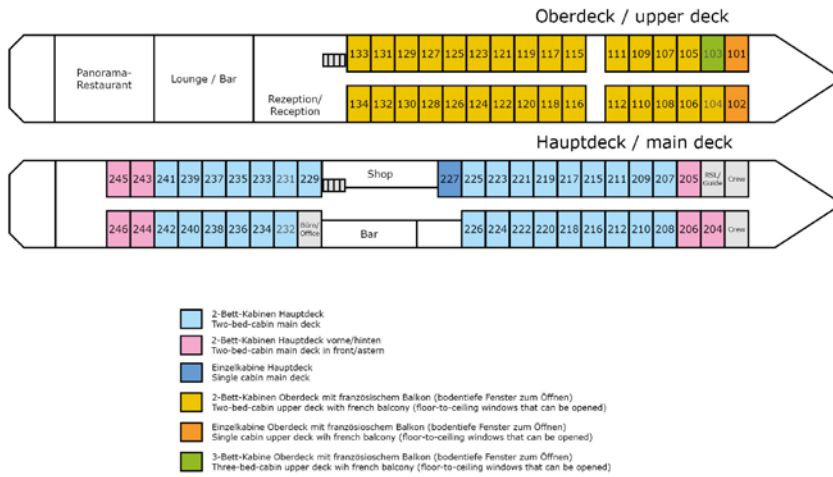 Oberdeck / upper deck
133 131 129 127 125 123 121 119 117 115 111 109 107 105 103 101
Panorama-
Restaurant
Lounge / Bar
Rezeption/
Reception
134 132 130 128 126 124 122 120 118 116 112 110 108 106 104 102
Hauptdeck / main deck
245 243 241 239 237 235 233 231 229 Shop 227 225 223 221 219 217 215 211 209 207 205 RSL/
Guide Crew
246 244 242 240 238 236 234 232 Büro/
Office Bar 226 224 222 220 218 216 212 210 208 206 204 Crew
2-Bett-Kabinen Hauptdeck
Two-bed-cabin main deck
2-Bett-Kabinen Hauptdeck vorne/hinten
Two-bed-cabin main deck in front/astern
Einzelkabine Hauptdeck
Single cabin main deck
2-Bett-Kabinen Oberdeck mit französischem Balkon (bodentiefe Fenster zum Öffnen)
Two-bed-cabin upper deck with french balcony (floor-to-ceiling windows that can be opened)
Einzelkabine Oberdeck mit französioschem Balkon (bodentiefe Fenster zum Öffnen)
Single cabin upper deck wih french balcony (floor-to-ceiling windows that can be opened)
3-Bett-Kabine Oberdeck mit französischem Balkon (bodentiefe Fenster zum Öffnen)
Three-bed-cabin upper deck wih french balcony (floor-to-ceiling windows that can be opened)